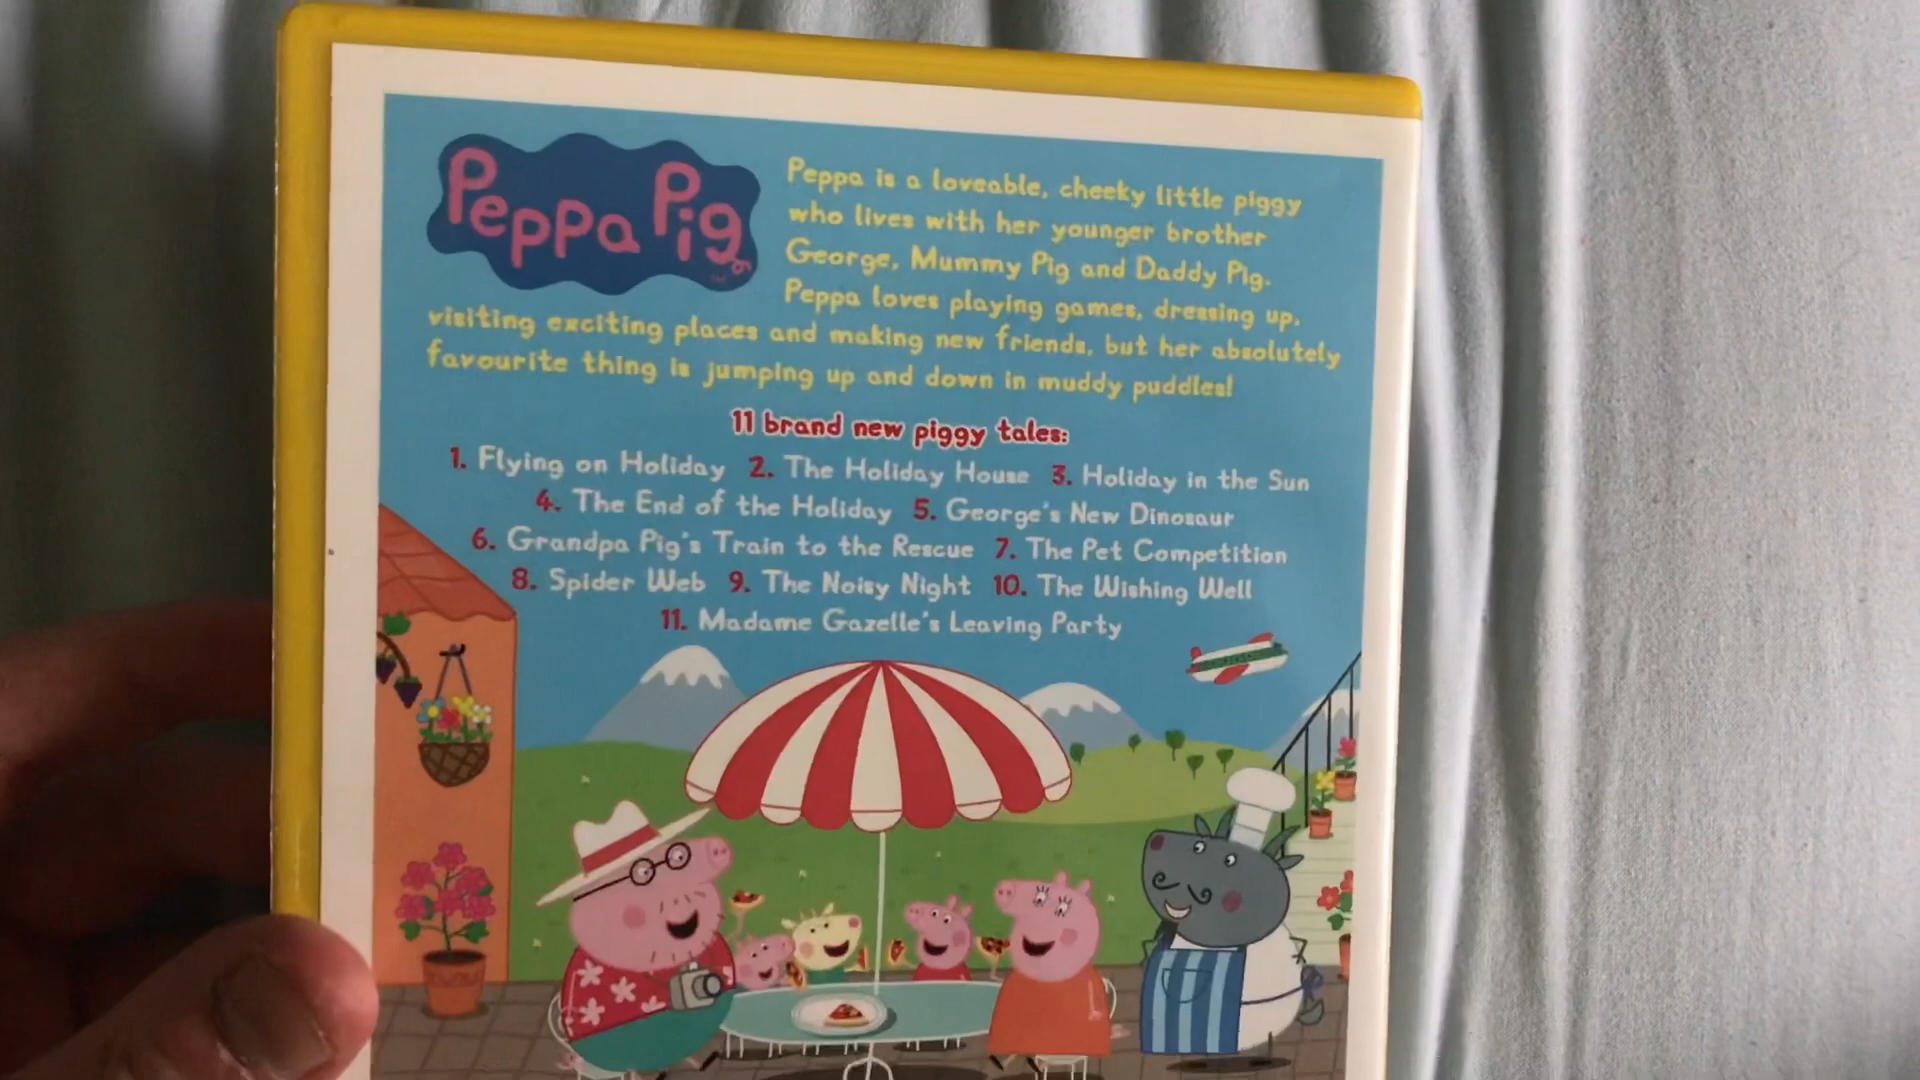 Peppa Pig
Peppa is a loveable, cheeky little piggy
who lives with her younger brother
George, Mummy Pig and Daddy Pig.
Peppa loves playing games, dressing up,
visiting exciting places and making new friends, but her absolutely
favourite thing is jumping up and down in muddy puddles!
11 brand new piggy tales:
1. Flying on Holiday 2. The Holiday House 3. Holiday in the Sun
4. The End of the Holiday 5. George's New Dinosaur
6. Grandpa Pig's Train to the Rescue 7. The Pet Competition
8. Spider Web 9. The Noisy Night 10. The Wishing Well
11. Madame Gazelle's Leaving Party